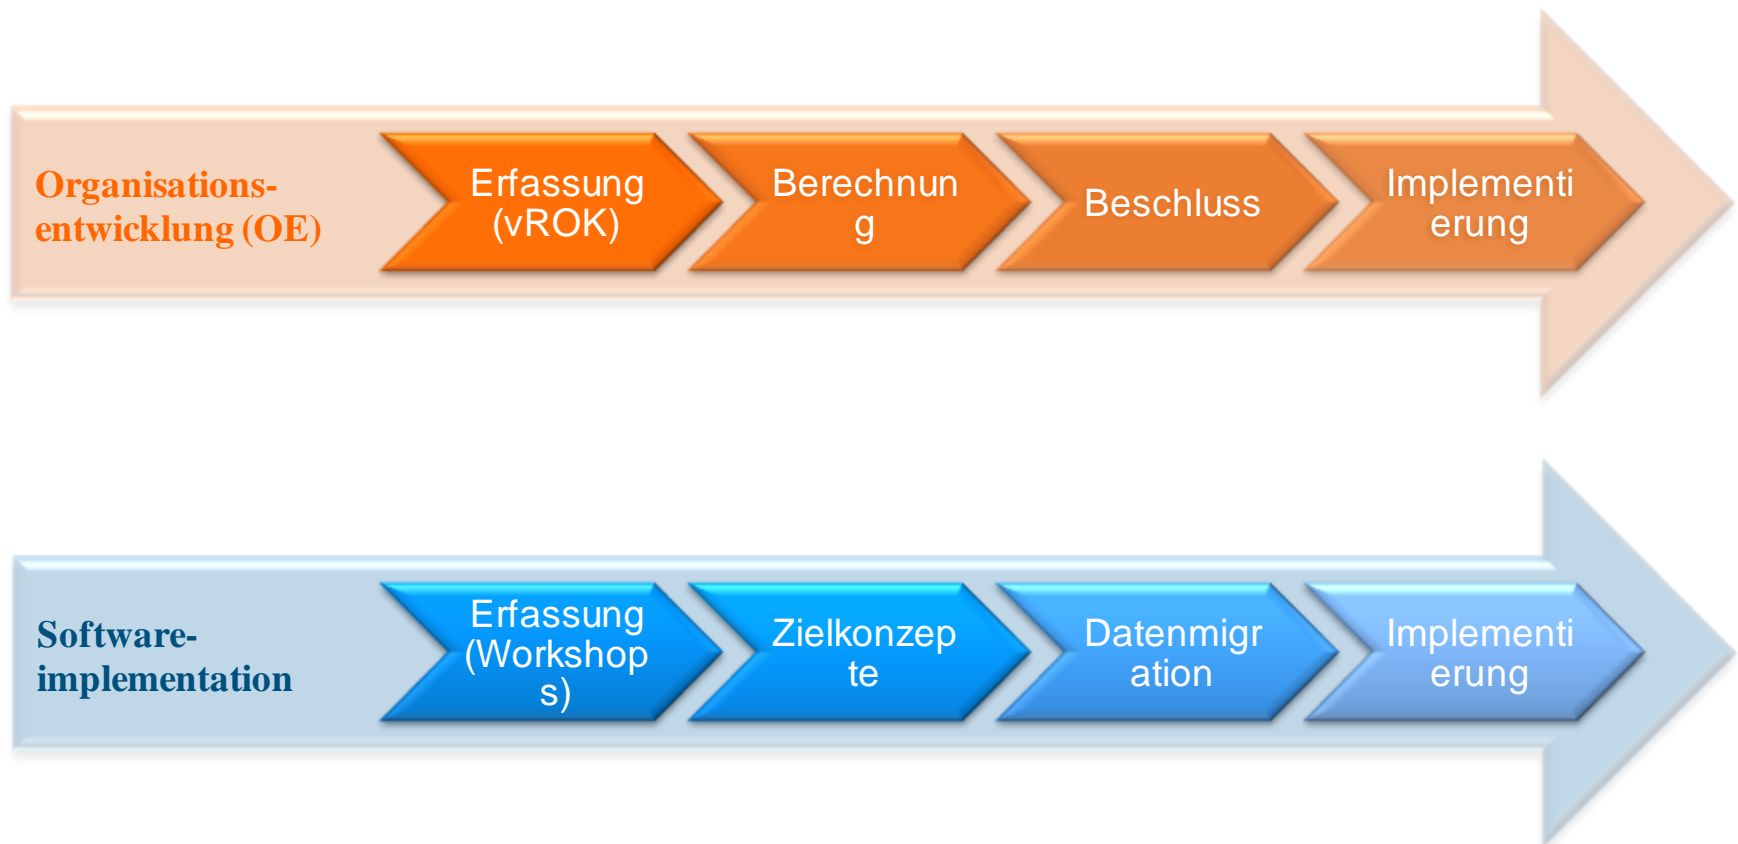 Organisations-
entwicklung (OE)
Erfassung
(vROK)
Berechnun
g
Beschluss
Implementi
erung
Software-
implementation
Erfassung
(Workshop
s)
Zielkonzep
te
Datenmigr
ation
Implementi
erung